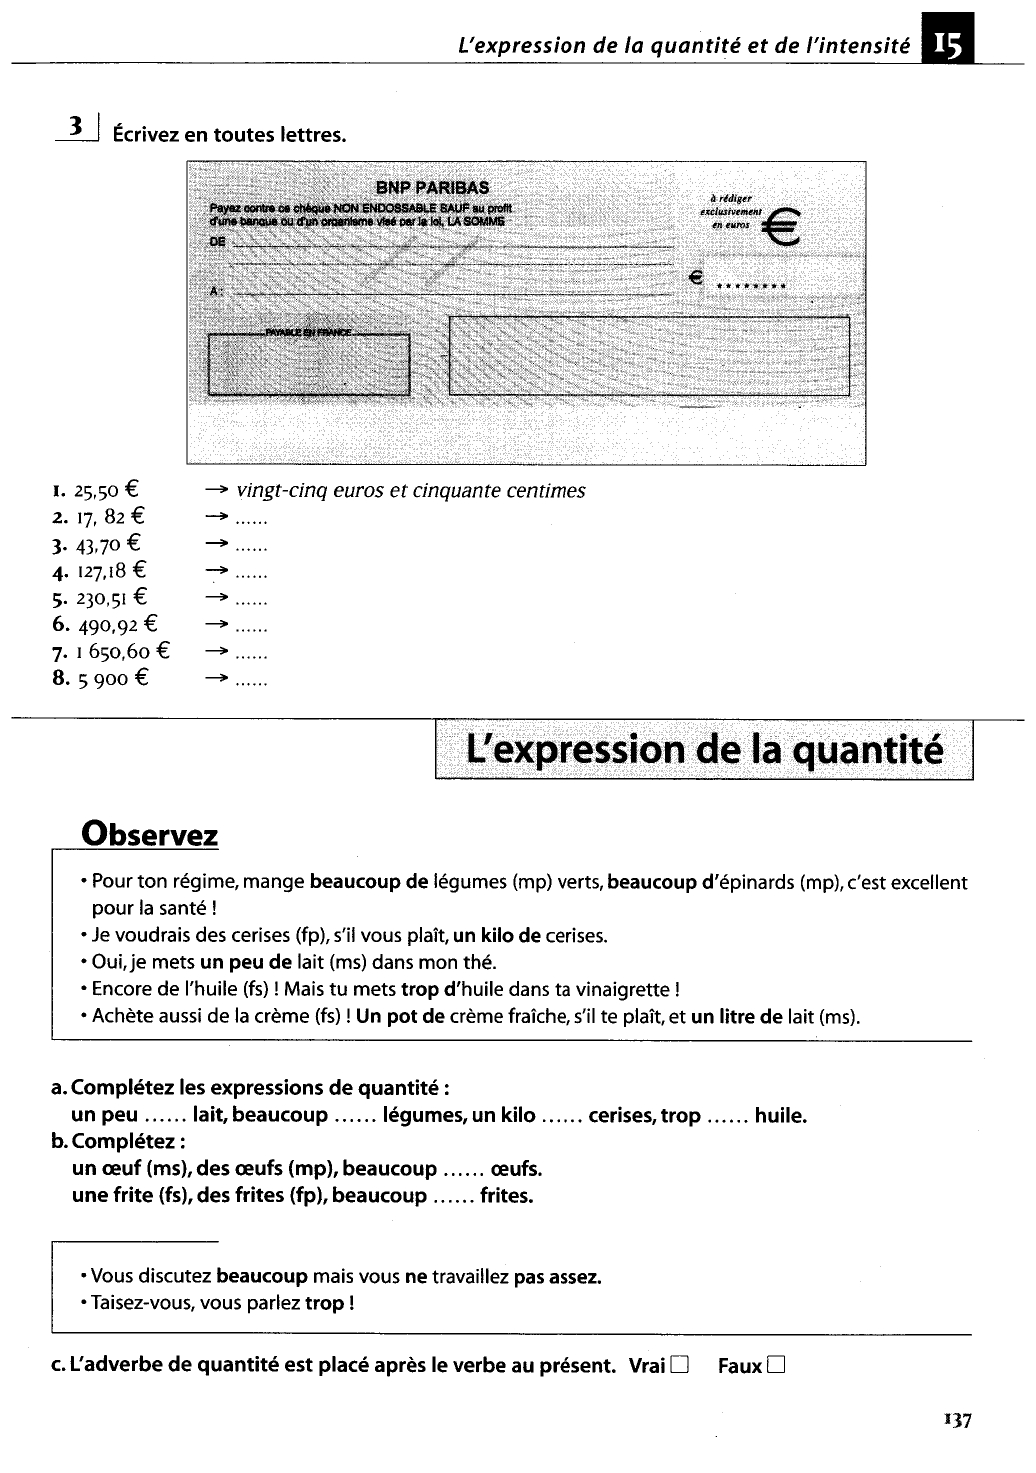 L'expression de la quantité et de l'intensité 15
3 Écrivez en toutes lettres.
BNP PARIBAS
Payez contre ce chèque NON ENDOSSABLE SAUF au profit
d'une banque ou d'un organisme visé par la loi, LA SOMME
DE
A :
à rédiger
exclusivement
en euros
€
€ ........
PAYABLE EN FRANCE
1. 25,50 € → vingt-cinq euros et cinquante centimes
2. 17, 82 € → ......
3. 43,70 € → ......
4. 127,18 € → ......
5. 230,51 € → ......
6. 490,92 € → ......
7. 1 650,60 € → ......
8. 5 900 € → ......
L'expression de la quantité
Observez
• Pour ton régime, mange beaucoup de légumes (mp) verts, beaucoup d'épinards (mp), c'est excellent
pour la santé !
• Je voudrais des cerises (fp), s'il vous plaît, un kilo de cerises.
• Oui, je mets un peu de lait (ms) dans mon thé.
• Encore de l'huile (fs) ! Mais tu mets trop d'huile dans ta vinaigrette !
• Achète aussi de la crème (fs) ! Un pot de crème fraîche, s'il te plaît, et un litre de lait (ms).
a. Complétez les expressions de quantité :
un peu ...... lait, beaucoup ...... légumes, un kilo ...... cerises, trop ...... huile.
b. Complétez :
un œuf (ms), des œufs (mp), beaucoup ...... œufs.
une frite (fs), des frites (fp), beaucoup ...... frites.
• Vous discutez beaucoup mais vous ne travaillez pas assez.
• Taisez-vous, vous parlez trop !
c. L'adverbe de quantité est placé après le verbe au présent. Vrai □ Faux □
137